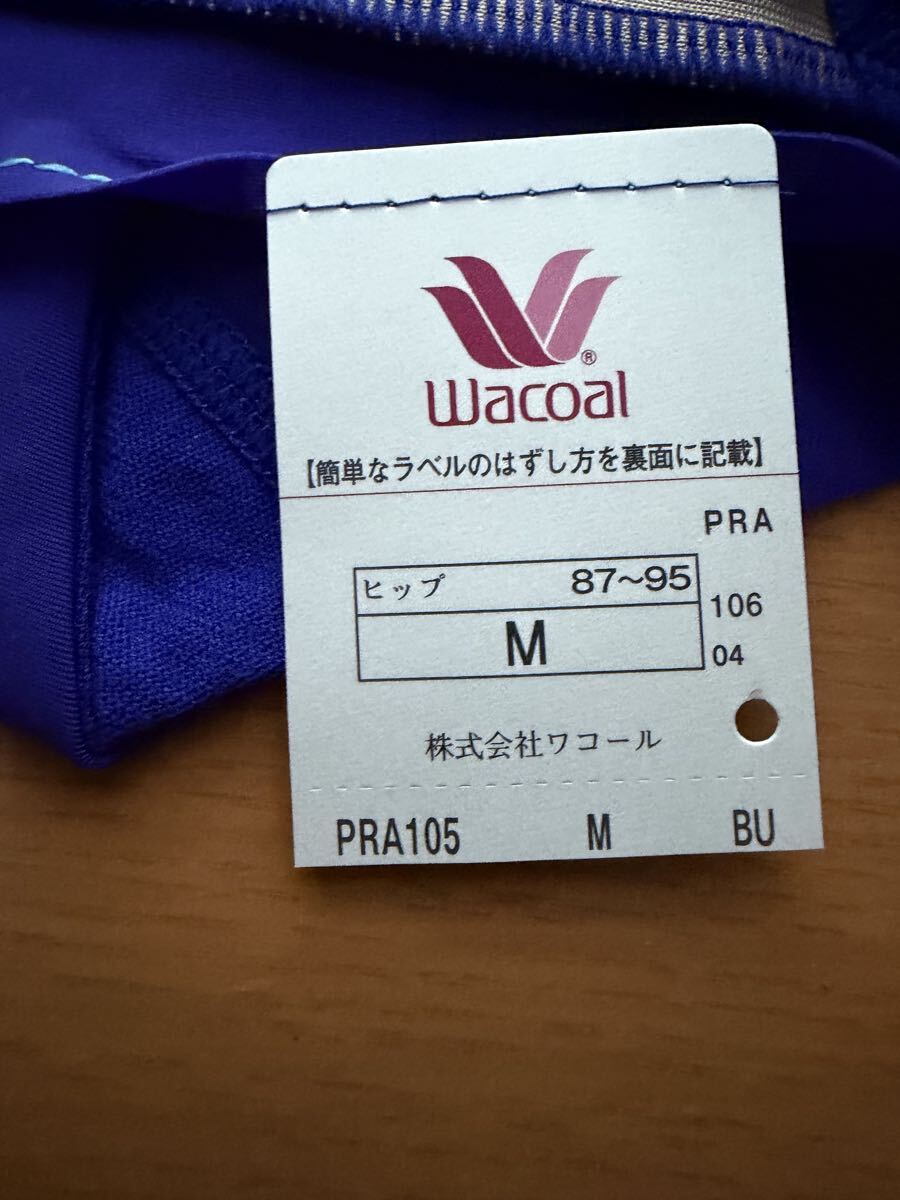 Wacoal®
【簡単なラベルのはずし方を裏面に記載】
PRA
ヒップ 87~95
106
M
04
株式会社ワコール
PRA105 M BU